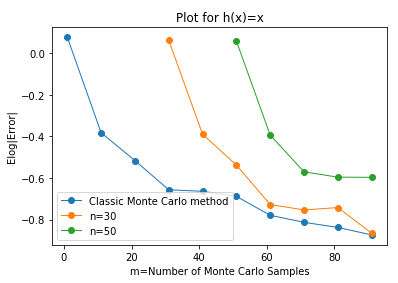 Plot for h(x)=x
Elog|Error|
0.0
−0.2
−0.4
−0.6
−0.8
Classic Monte Carlo method
n=30
n=50
0
20
40
60
80
m=Number of Monte Carlo Samples